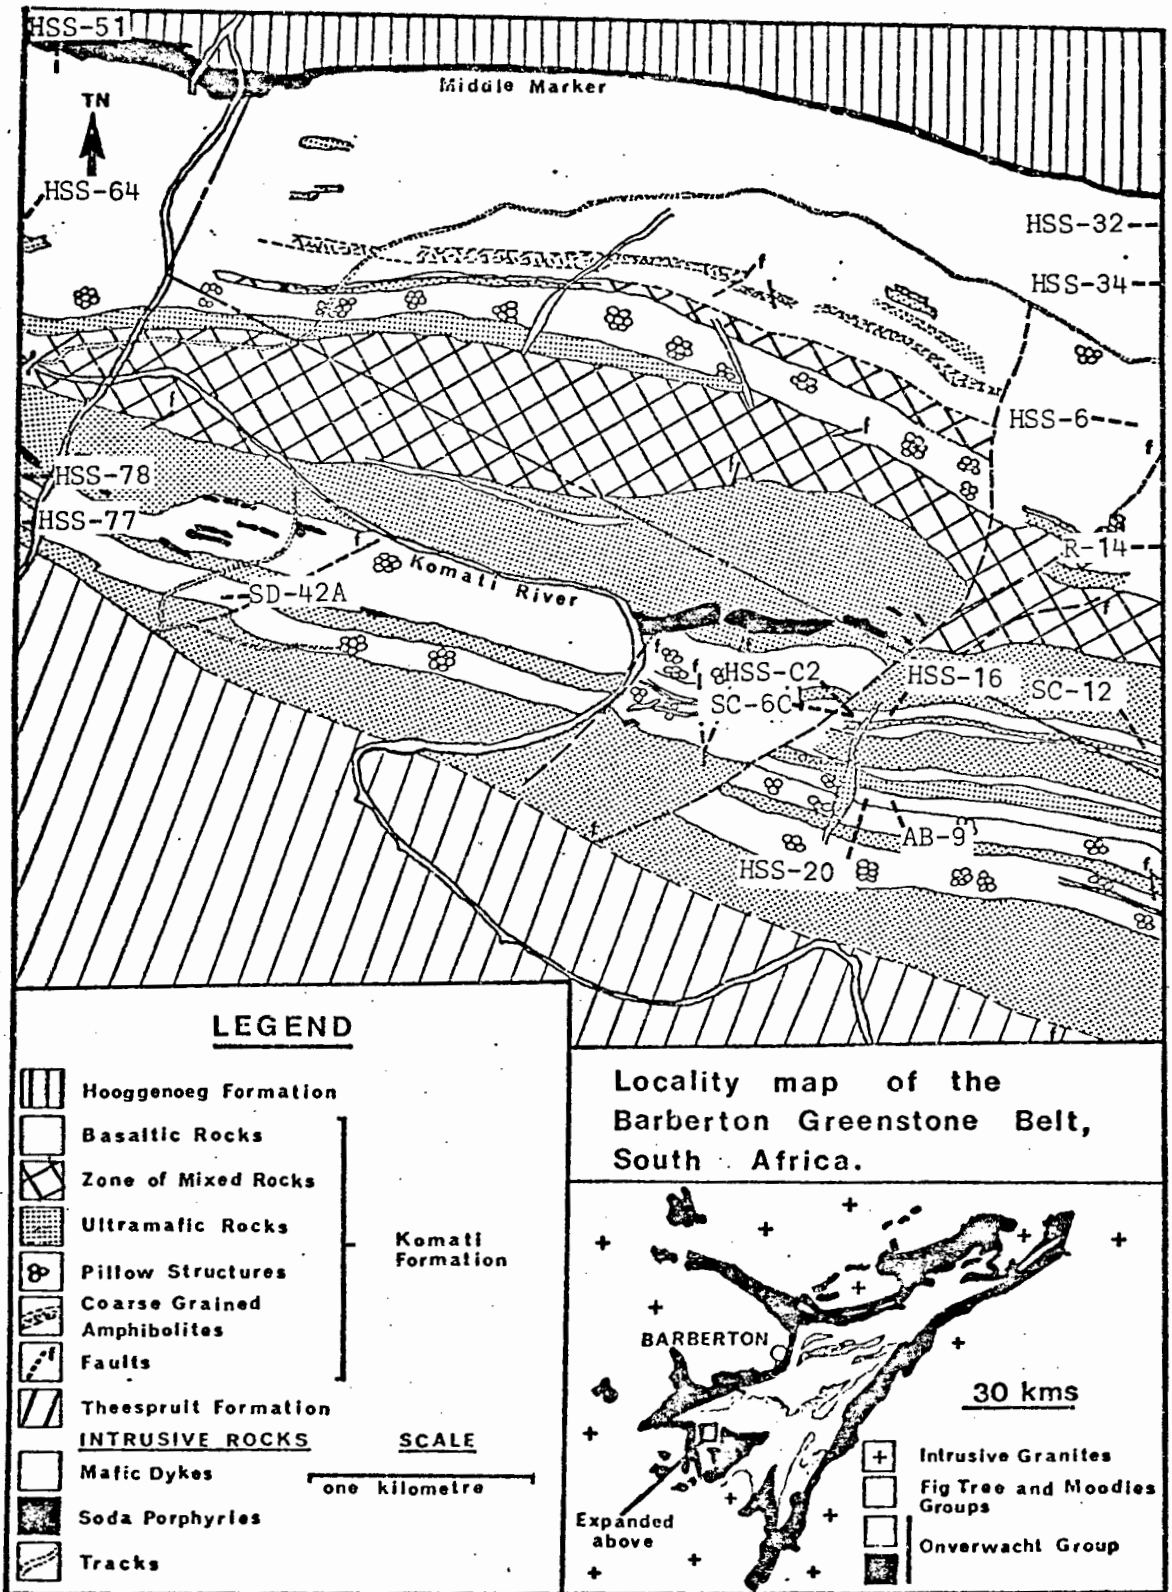 HSS-51
Middle Marker
TN
HSS-64
HSS-32
HSS-34
f
HSS-6
f
f
f
f
HSS-78
HSS-77
f
R-14
Komati River
SD-42A
f
f
f
f
HSS-C2
HSS-16
SC-12
SC-6C
f
f
AB-9
f
HSS-20
f
LEGEND
Hooggenoeg Formation
Basaltic Rocks
Zone of Mixed Rocks
Ultramafic Rocks
Pillow Structures
Coarse Grained
Amphibolites
f
Faults
Komati
Formation
Theespruit Formation
INTRUSIVE ROCKS
SCALE
Mafic Dykes
one kilometre
Soda Porphyries
Tracks
Locality map of the
Barberton Greenstone Belt,
South Africa.
BARBERTON
30 kms
Expanded
above
Intrusive Granites
Fig Tree and Moodies
Groups
Onverwacht Group